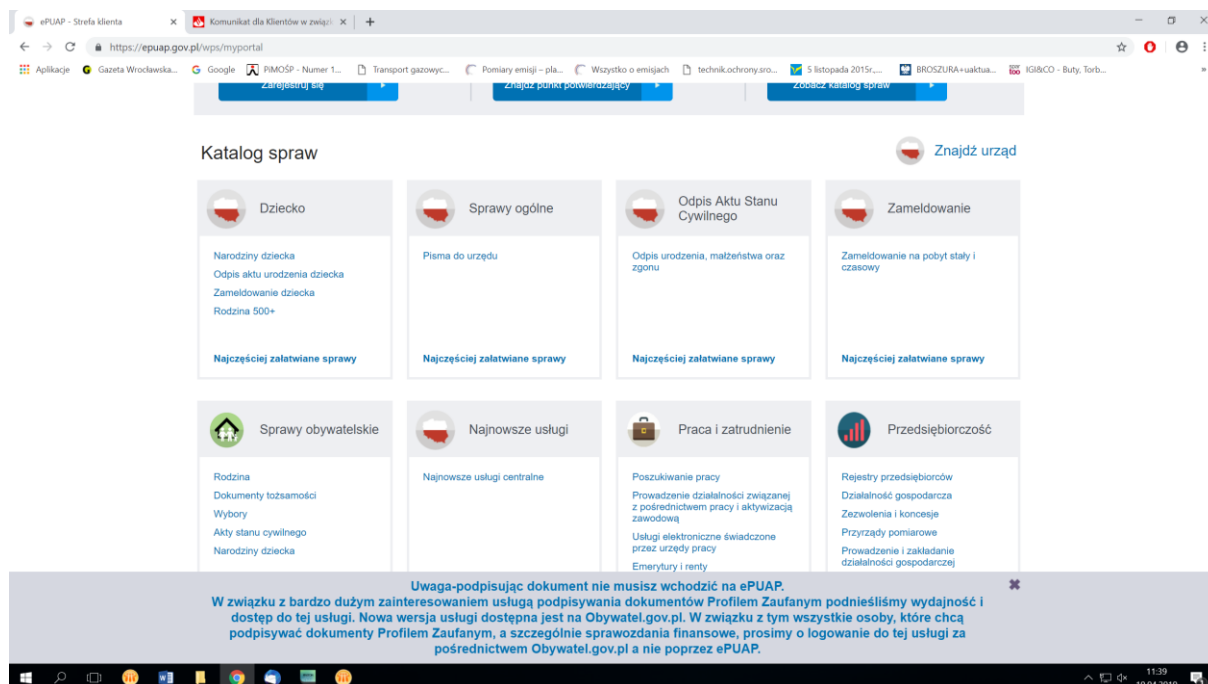 ePUAP - Strefa klienta
Komunikat dla Klientów w związk
https://epuap.gov.pl/wps/myportal
Aplikacje Gazeta Wrocławska... Google PiMOŚP - Numer 1... Transport gazowyc... Pomiary emisji – pla... Wszystko o emisjach technik.ochrony.sro... 5 listopada 2015r.,... BROSZURA+uaktua... IGI&CO - Buty, Torb... »
Zarejestruj się Znajdź punkt potwierdzający Zobacz katalog spraw
Katalog spraw
Znajdź urząd
Dziecko
Narodziny dziecka
Odpis aktu urodzenia dziecka
Zameldowanie dziecka
Rodzina 500+
Najczęściej załatwiane sprawy
Sprawy ogólne
Pisma do urzędu
Najczęściej załatwiane sprawy
Odpis Aktu Stanu
Cywilnego
Odpis urodzenia, małżeństwa oraz
zgonu
Najczęściej załatwiane sprawy
Zameldowanie
Zameldowanie na pobyt stały i
czasowy
Najczęściej załatwiane sprawy
Sprawy obywatelskie
Rodzina
Dokumenty tożsamości
Wybory
Akty stanu cywilnego
Narodziny dziecka
Najnowsze usługi
Najnowsze usługi centralne
Praca i zatrudnienie
Poszukiwanie pracy
Prowadzenie działalności związanej
z pośrednictwem pracy i aktywizacją
zawodową
Usługi elektroniczne świadczone
przez urzędy pracy
Emerytury i renty
Przedsiębiorczość
Rejestry przedsiębiorców
Działalność gospodarcza
Zezwolenia i koncesje
Przyrządy pomiarowe
Prowadzenie i zakładanie
działalności gospodarczej
Uwaga-podpisując dokument nie musisz wchodzić na ePUAP.
W związku z bardzo dużym zainteresowaniem usługą podpisywania dokumentów Profilem Zaufanym podnieśliśmy wydajność i
dostęp do tej usługi. Nowa wersja usługi dostępna jest na Obywatel.gov.pl. W związku z tym wszystkie osoby, które chcą
podpisywać dokumenty Profilem Zaufanym, a szczególnie sprawozdania finansowe, prosimy o logowanie do tej usługi za
pośrednictwem Obywatel.gov.pl a nie poprzez ePUAP.
11:39